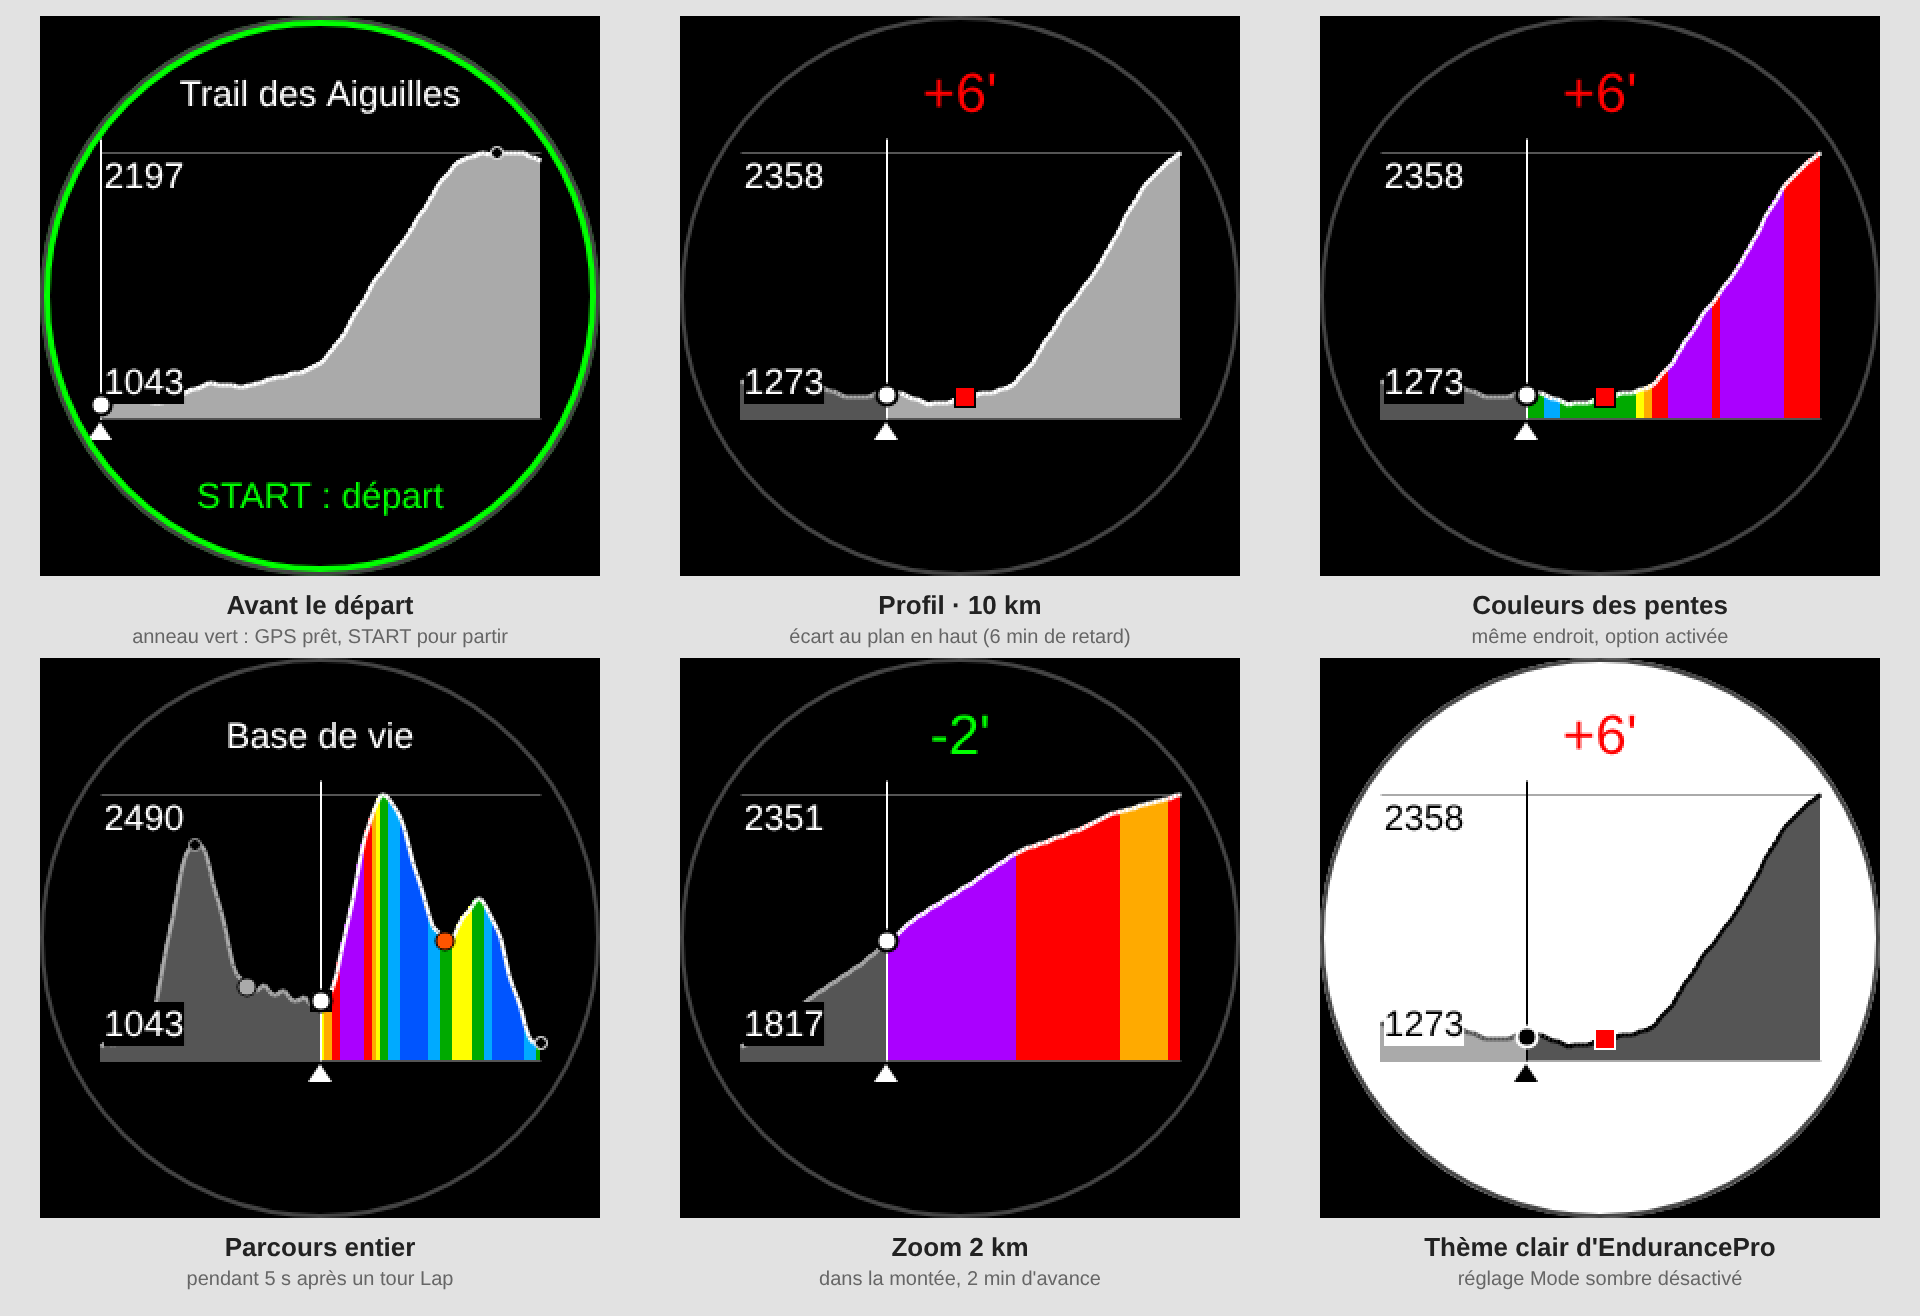 Trail des Aiguilles
2197
1043
START : départ
Avant le départ
anneau vert : GPS prêt, START pour partir
+6'
2358
1273
Profil · 10 km
écart au plan en haut (6 min de retard)
+6'
2358
1273
Couleurs des pentes
même endroit, option activée
Base de vie
2490
1043
Parcours entier
pendant 5 s après un tour Lap
-2'
2351
1817
Zoom 2 km
dans la montée, 2 min d'avance
+6'
2358
1273
Thème clair d'EndurancePro
réglage Mode sombre désactivé